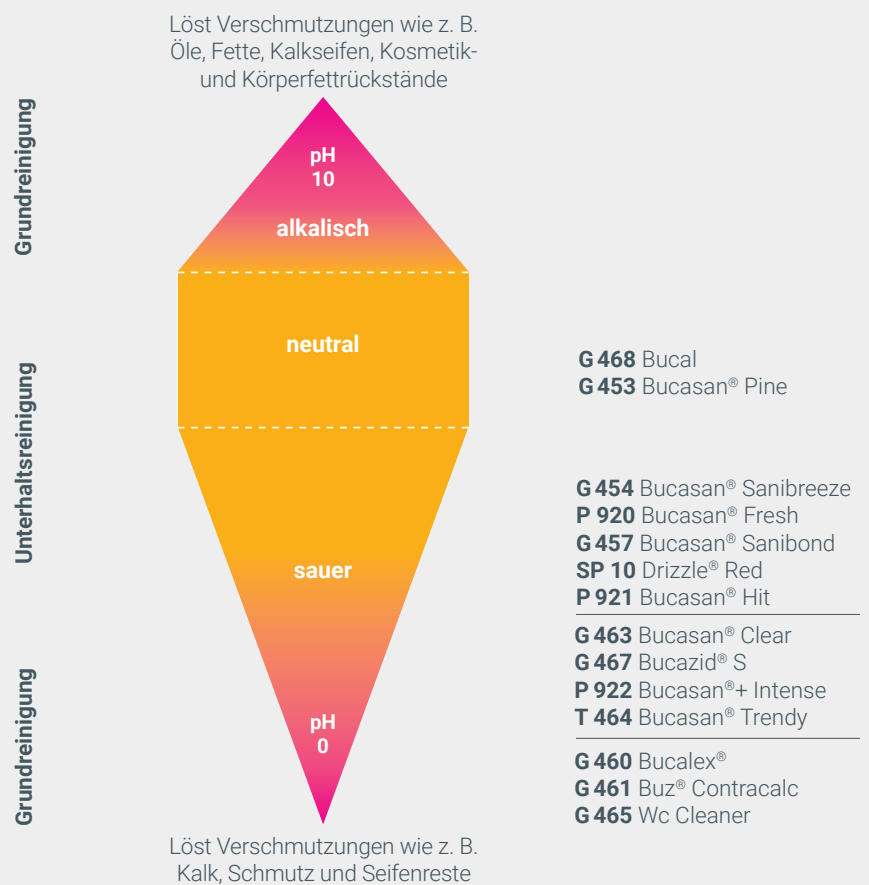 Löst Verschmutzungen wie z. B.
Öle, Fette, Kalkseifen, Kosmetik-
und Körperfettrückstände
Grundreinigung
pH
10
alkalisch
neutral
G 468 Bucal
G 453 Bucasan® Pine
Unterhaltsreinigung
G 454 Bucasan® Sanibreeze
P 920 Bucasan® Fresh
G 457 Bucasan® Sanibond
SP 10 Drizzle® Red
P 921 Bucasan® Hit
sauer
G 463 Bucasan® Clear
G 467 Bucazid® S
P 922 Bucasan®+ Intense
T 464 Bucasan® Trendy
Grundreinigung
pH
0
G 460 Bucalex®
G 461 Buz® Contracalc
G 465 Wc Cleaner
Löst Verschmutzungen wie z. B.
Kalk, Schmutz und Seifenreste